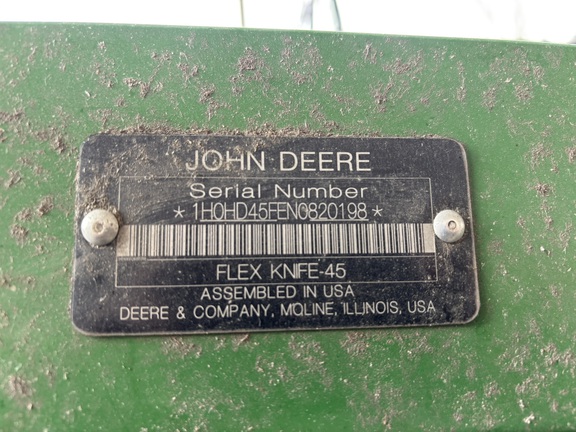 JOHN DEERE
Serial Number
*1H0HD45FEN0820198*
FLEX KNIFE-45
ASSEMBLED IN USA
DEERE & COMPANY, MOLINE, ILLINOIS, USA